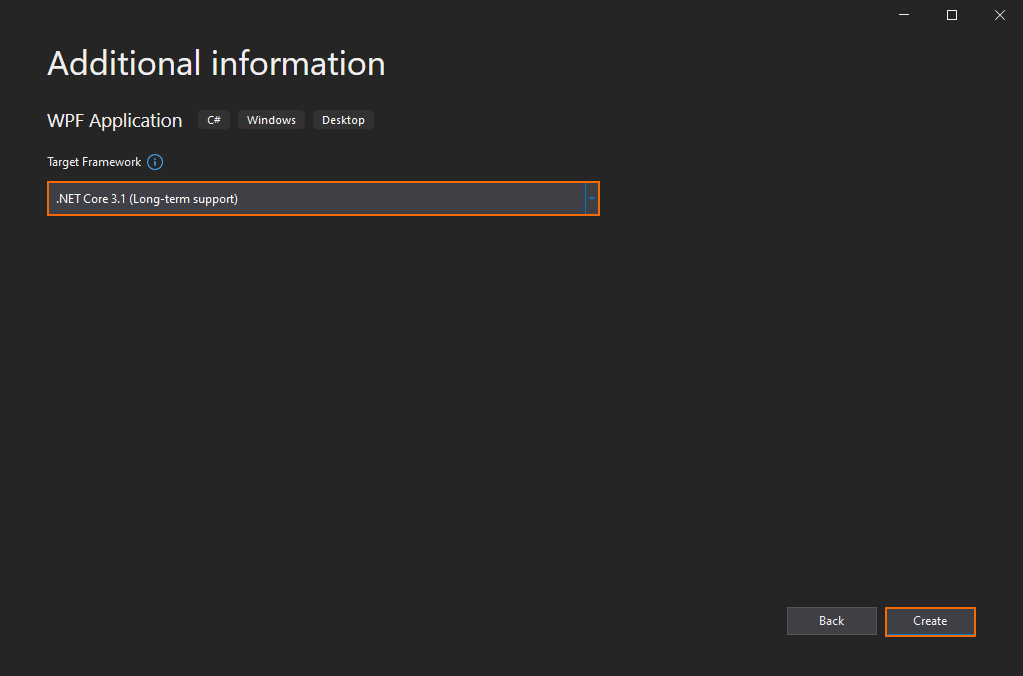 Additional information
WPF Application C# Windows Desktop
Target Framework
.NET Core 3.1 (Long-term support)
Back Create